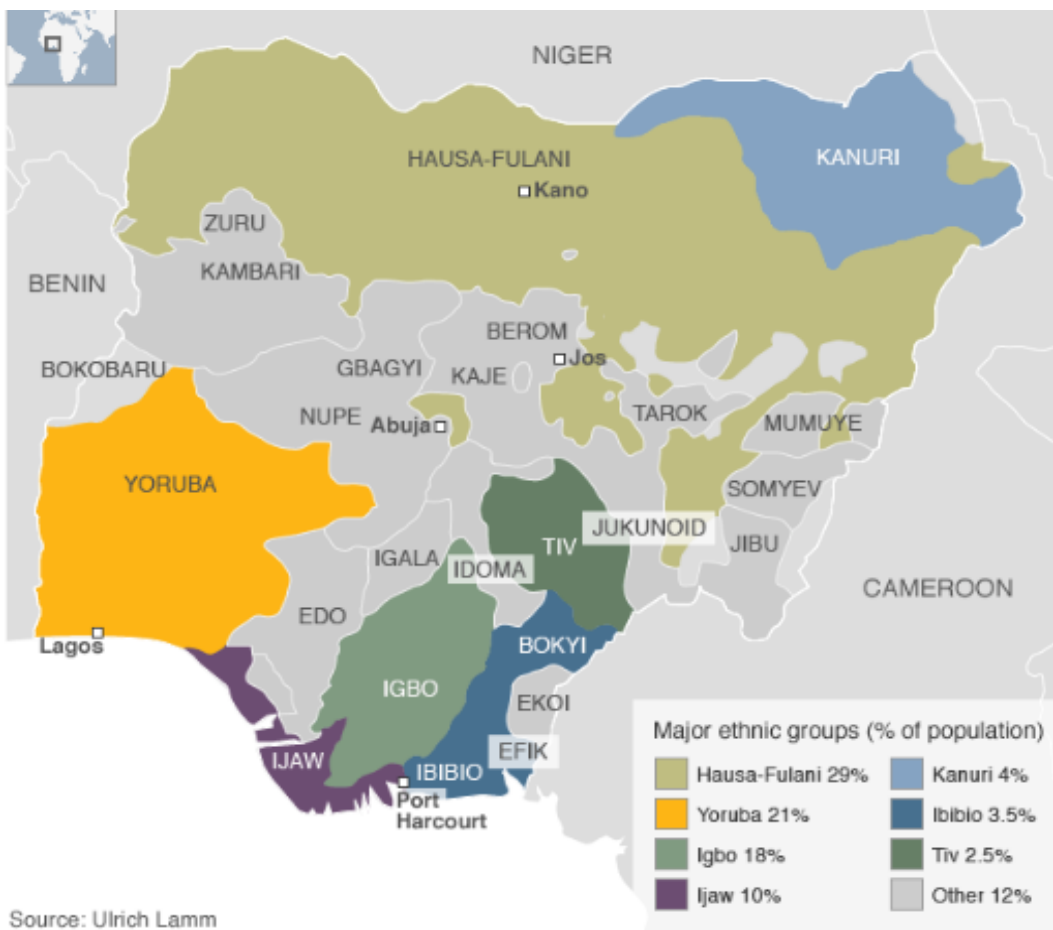 NIGER
HAUSA-FULANI
KANURI
Kano
ZURU
KAMBARI
BENIN
BEROM
Jos
BOKOBARU
GBAGYI
KAJE
NUPE
Abuja
TAROK
MUMUYE
YORUBA
SOMYEV
JUKUNOID
TIV
JIBU
IGALA
IDOMA
CAMEROON
EDO
Lagos
BOKYI
IGBO
EKOI
EFIK
IJAW
IBIBIO
Port
Harcourt
Major ethnic groups (% of population)
Hausa-Fulani 29%
Yoruba 21%
Igbo 18%
Ijaw 10%
Kanuri 4%
Ibibio 3.5%
Tiv 2.5%
Other 12%
Source: Ulrich Lamm